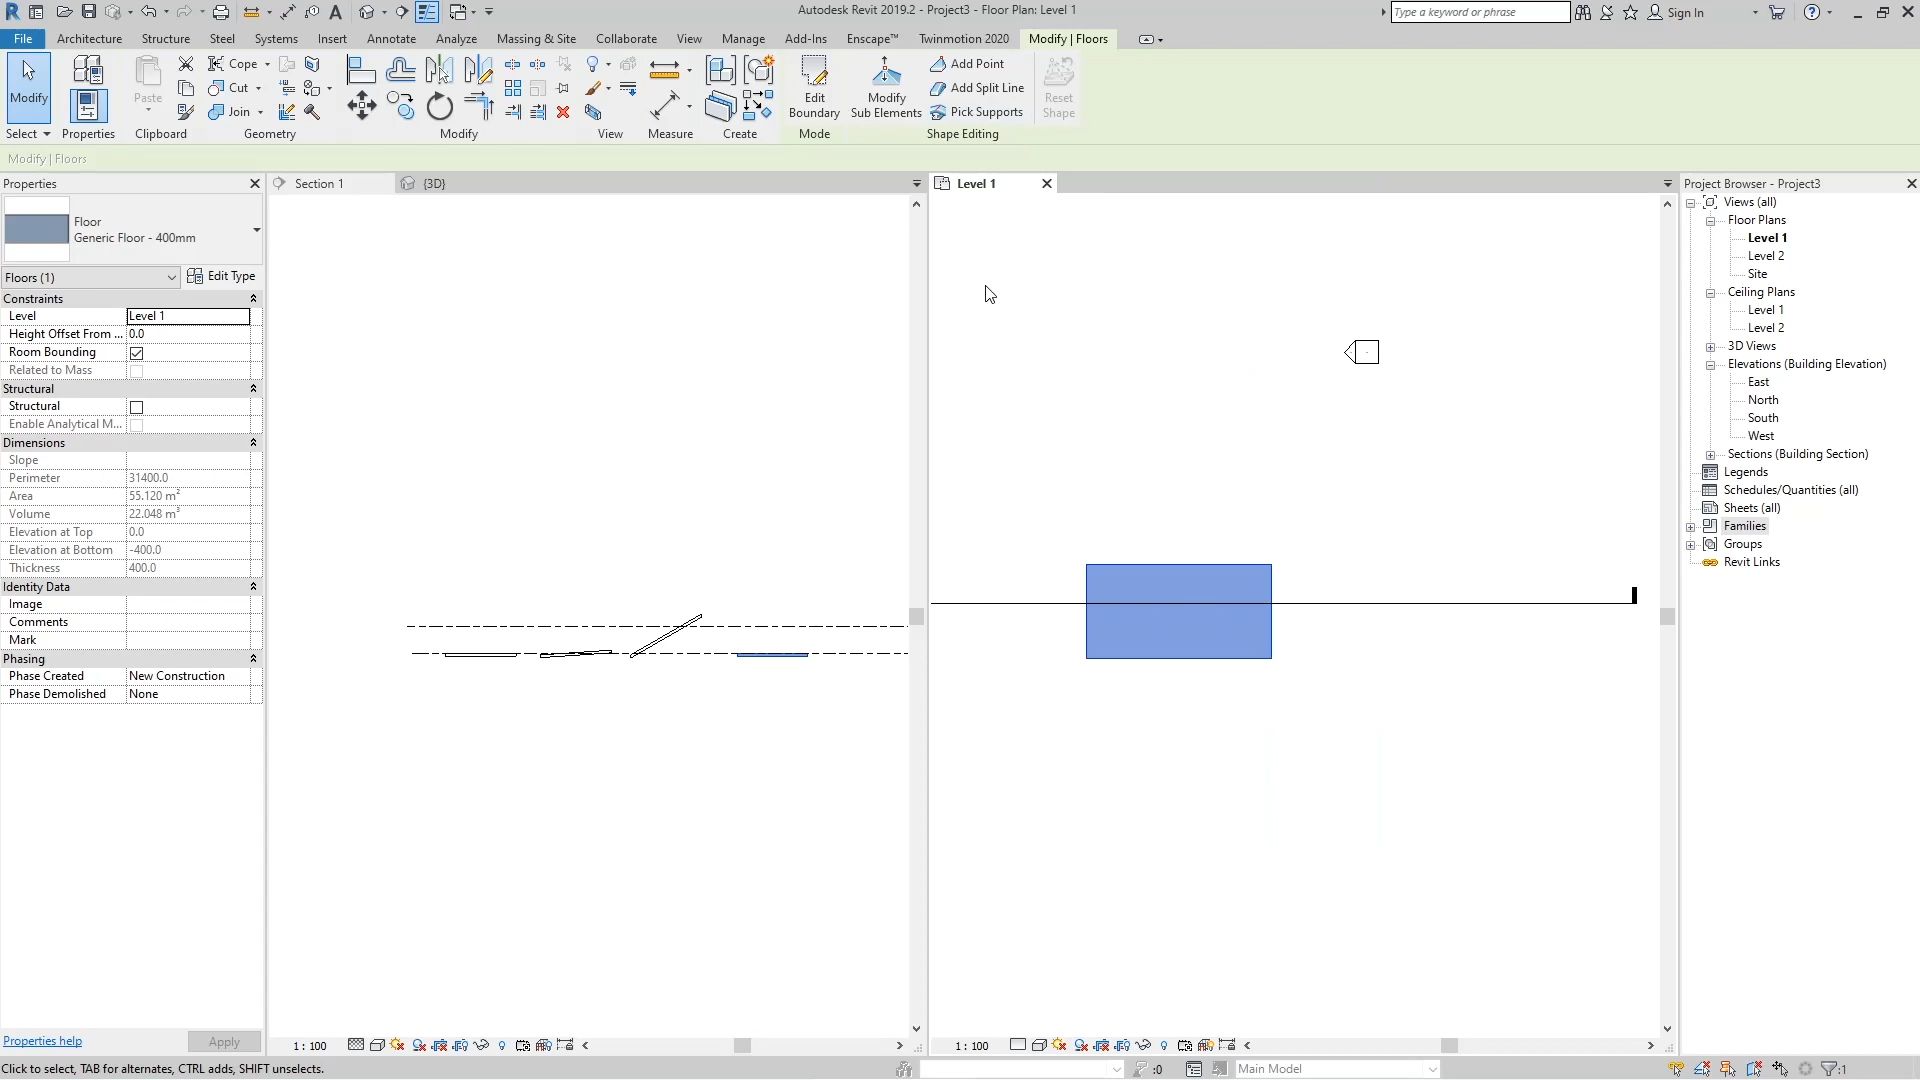 Autodesk Revit 2019.2 - Project3 - Floor Plan: Level 1
Type a keyword or phrase
Sign In
File Architecture Structure Steel Systems Insert Annotate Analyze Massing & Site Collaborate View Manage Add-Ins Enscape™ Twinmotion 2020 Modify | Floors
Modify
Select
Properties
Paste
Clipboard
Cope
Cut
Join
Geometry
Modify
View
Measure
Create
Edit
Boundary
Mode
Modify
Sub Elements
Add Point
Add Split Line
Pick Supports
Shape Editing
Reset
Shape
Modify | Floors
Properties
Floor
Generic Floor - 400mm
Floors (1)
Edit Type
Constraints
Level Level 1
Height Offset From ... 0.0
Room Bounding
Related to Mass
Structural
Structural
Enable Analytical M...
Dimensions
Slope
Perimeter 31400.0
Area 55.120 m²
Volume 22.048 m³
Elevation at Top 0.0
Elevation at Bottom -400.0
Thickness 400.0
Identity Data
Image
Comments
Mark
Phasing
Phase Created New Construction
Phase Demolished None
Properties help
Apply
Section 1
{3D}
1 : 100
Level 1
1 : 100
Project Browser - Project3
Views (all)
Floor Plans
Level 1
Level 2
Site
Ceiling Plans
Level 1
Level 2
3D Views
Elevations (Building Elevation)
East
North
South
West
Sections (Building Section)
Legends
Schedules/Quantities (all)
Sheets (all)
Families
Groups
Revit Links
Click to select, TAB for alternates, CTRL adds, SHIFT unselects.
:0
Main Model
:1